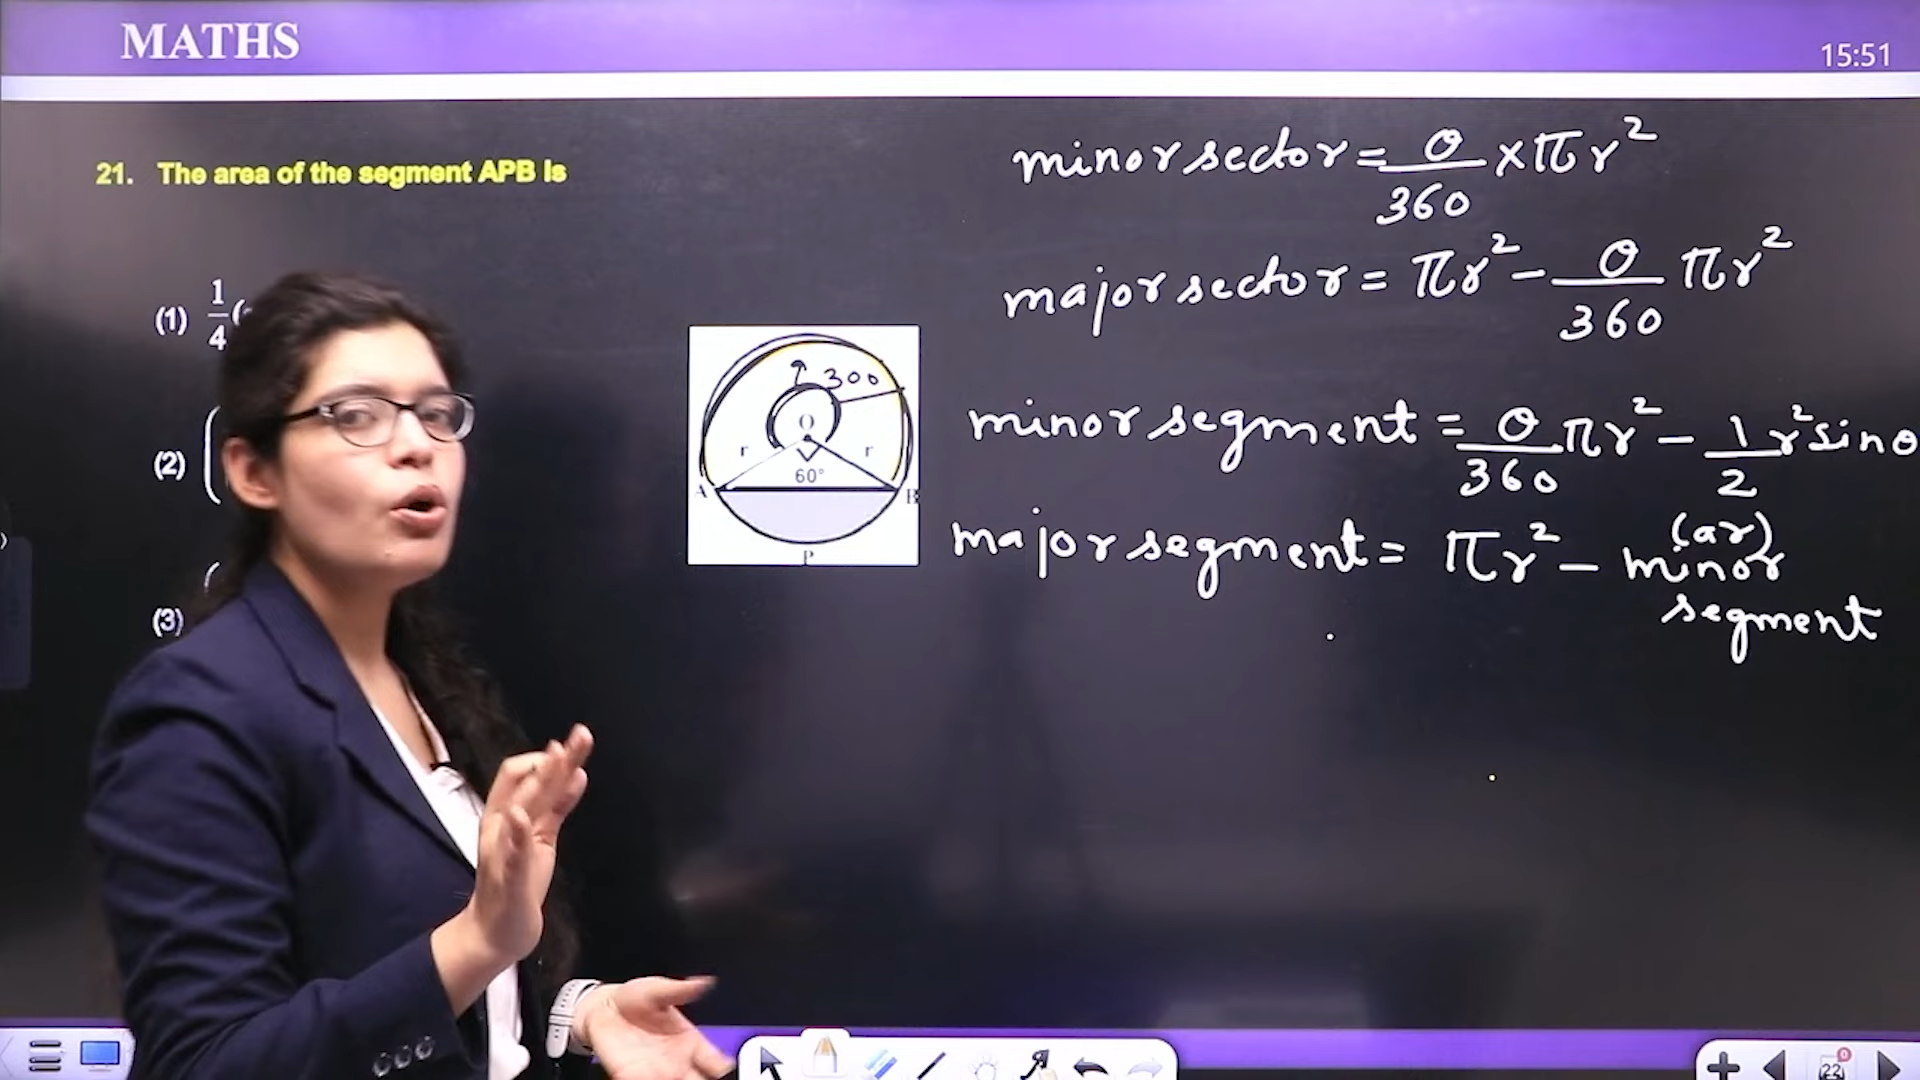 MATHS
15:51
21. The area of the segment APB is
(1) 1/4(
(2) (
(3) (
300
O
r r
60°
A B
P
minor sector = θ/360 × πr²
major sector = πr² - θ/360 πr²
minor segment = θ/360 πr² - 1/2 r² sin θ
major segment = πr² - (ar) minor segment
22
0